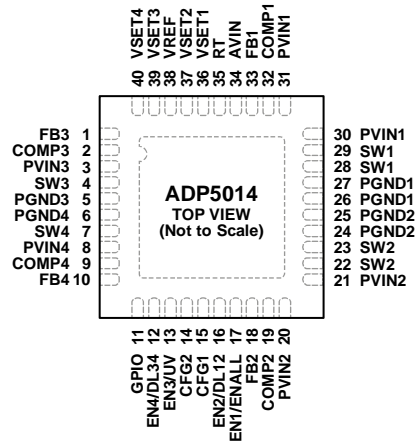 40 VSET4
39 VSET3
38 VREF
37 VSET2
36 VSET1
35 RT
34 AVIN
33 FB1
32 COMP1
31 PVIN1
FB3 1
COMP3 2
PVIN3 3
SW3 4
PGND3 5
PGND4 6
SW4 7
PVIN4 8
COMP4 9
FB4 10
ADP5014
TOP VIEW
(Not to Scale)
30 PVIN1
29 SW1
28 SW1
27 PGND1
26 PGND1
25 PGND2
24 PGND2
23 SW2
22 SW2
21 PVIN2
GPIO 11
EN4/DL34 12
EN3/UV 13
CFG2 14
CFG1 15
EN2/DL12 16
EN1/ENALL 17
FB2 18
COMP2 19
PVIN2 20